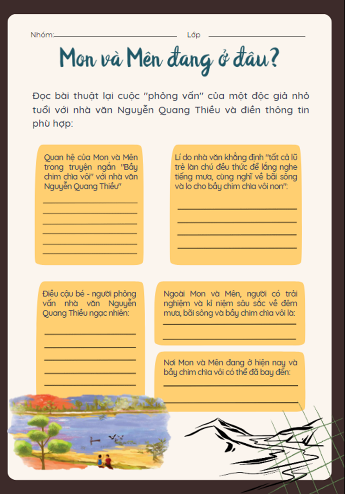 Nhóm: Lớp
Mon và Mên đang ở đâu?
Đọc bài thuật lại cuộc "phỏng vấn" của một độc giả nhỏ
tuổi với nhà văn Nguyễn Quang Thiều và điền thông tin
phù hợp:
Quan hệ của Mon và Mên
trong truyện ngắn "Bầy
chim chìa vôi" với nhà văn
Nguyễn Quang Thiều"
Lí do nhà văn khẳng định "tất cả lũ
trẻ làn chú đều thức để lắng nghe
tiếng mưa, cùng nghĩ về bãi sông
và lo cho bầy chim chìa vôi non":
Điều cậu bé - người phỏng
vấn nhà văn Nguyễn
Quang Thiều ngạc nhiên:
Ngoài Mon và Mên, người có trải
nghiệm và kỉ niệm sâu sắc về đêm
mưa, bãi sông và bầy chim chìa vôi là:
Nơi Mon và Mên đang ở hiện nay và
bầy chim chìa vôi có thể đã bay đến: